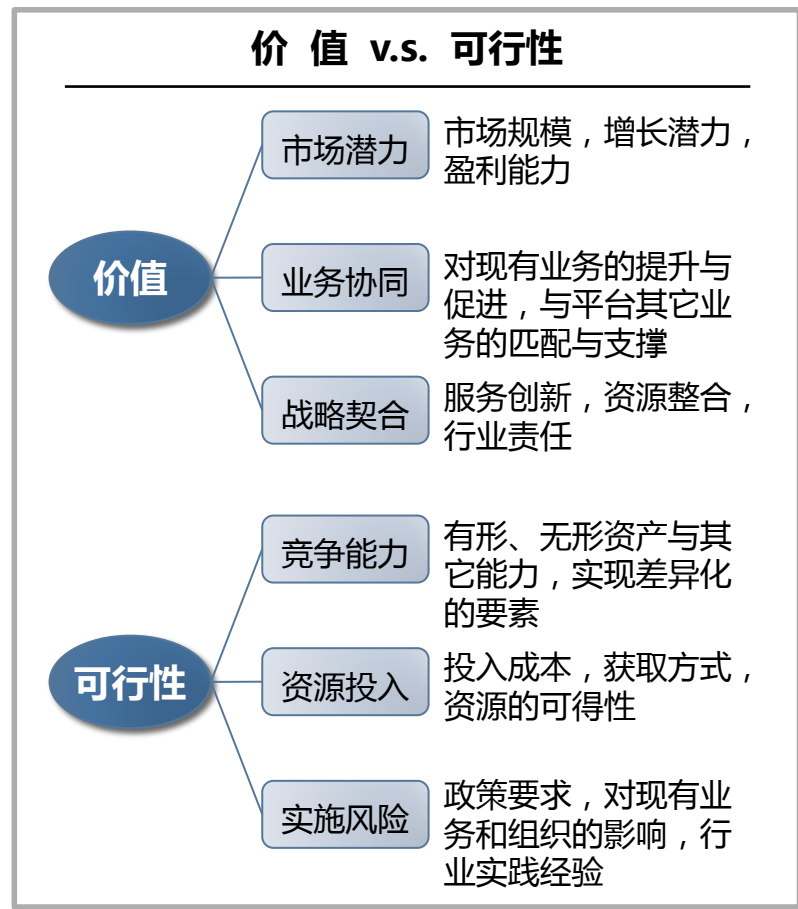 价 值 v.s. 可行性
市场潜力
市场规模，增长潜力，
盈利能力
价值
业务协同
对现有业务的提升与
促进，与平台其它业
务的匹配与支撑
战略契合
服务创新，资源整合，
行业责任
竞争能力
有形、无形资产与其
它能力，实现差异化
的要素
可行性
资源投入
投入成本，获取方式，
资源的可得性
实施风险
政策要求，对现有业
务和组织的影响，行
业实践经验